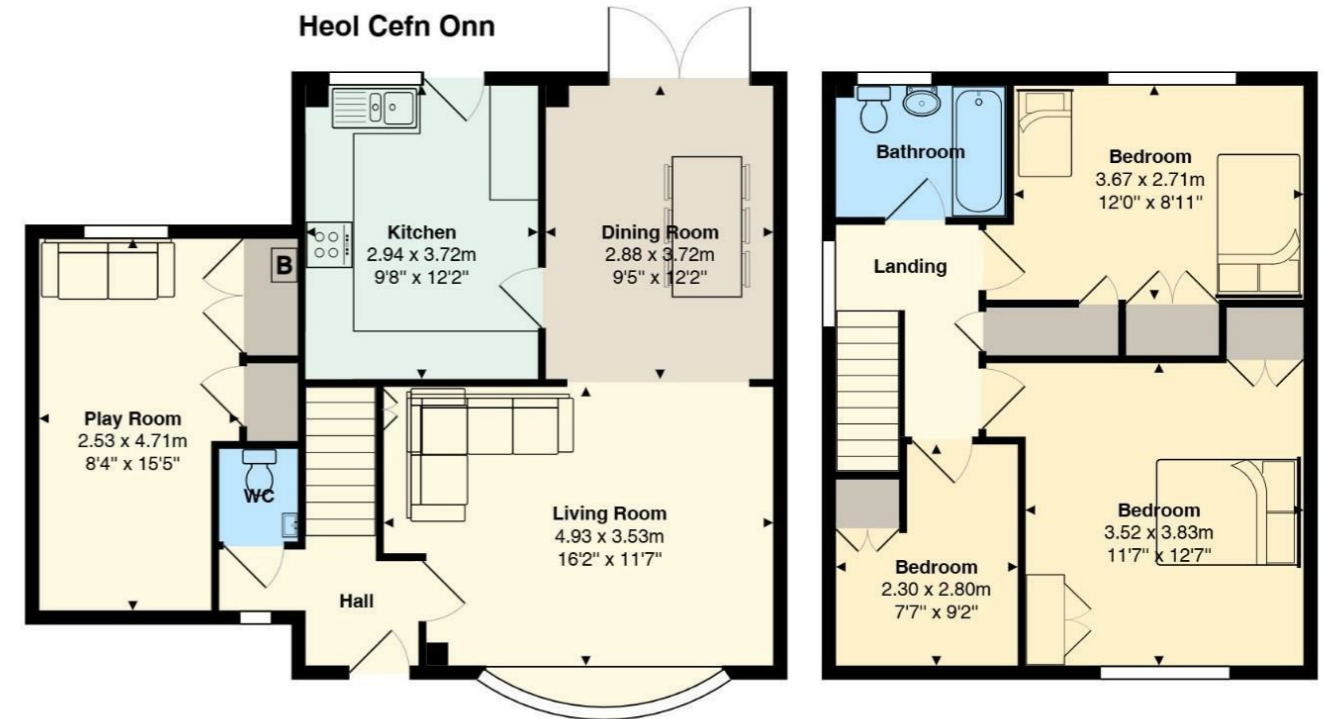 Heol Cefn Onn
Kitchen
2.94 x 3.72m
9'8" x 12'2"
Dining Room
2.88 x 3.72m
9'5" x 12'2"
B
Play Room
2.53 x 4.71m
8'4" x 15'5"
WC
Living Room
4.93 x 3.53m
16'2" x 11'7"
Hall
Bathroom
Bedroom
3.67 x 2.71m
12'0" x 8'11"
Landing
Bedroom
3.52 x 3.83m
11'7" x 12'7"
Bedroom
2.30 x 2.80m
7'7" x 9'2"